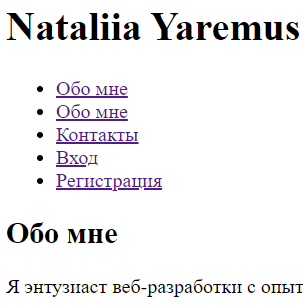 Nataliia Yaremus
Обо мне
Обо мне
Контакты
Вход
Регистрация
Обо мне
Я энтузиаст веб-разработки с опыт